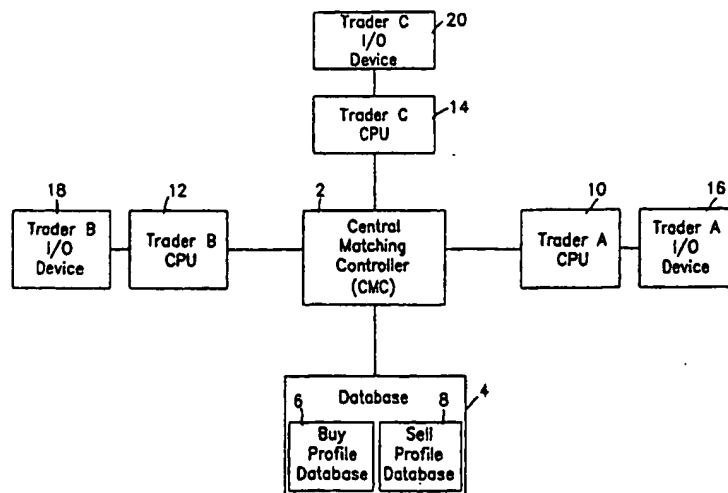 Trader C
I/O
Device
20
Trader C
CPU
14
18
Trader B
I/O
Device
12
Trader B
CPU
2
Central
Matching
Controller
(CMC)
10
Trader A
CPU
16
Trader A
I/O
Device
Database
4
6
Buy
Profile
Database
8
Sell
Profile
Database